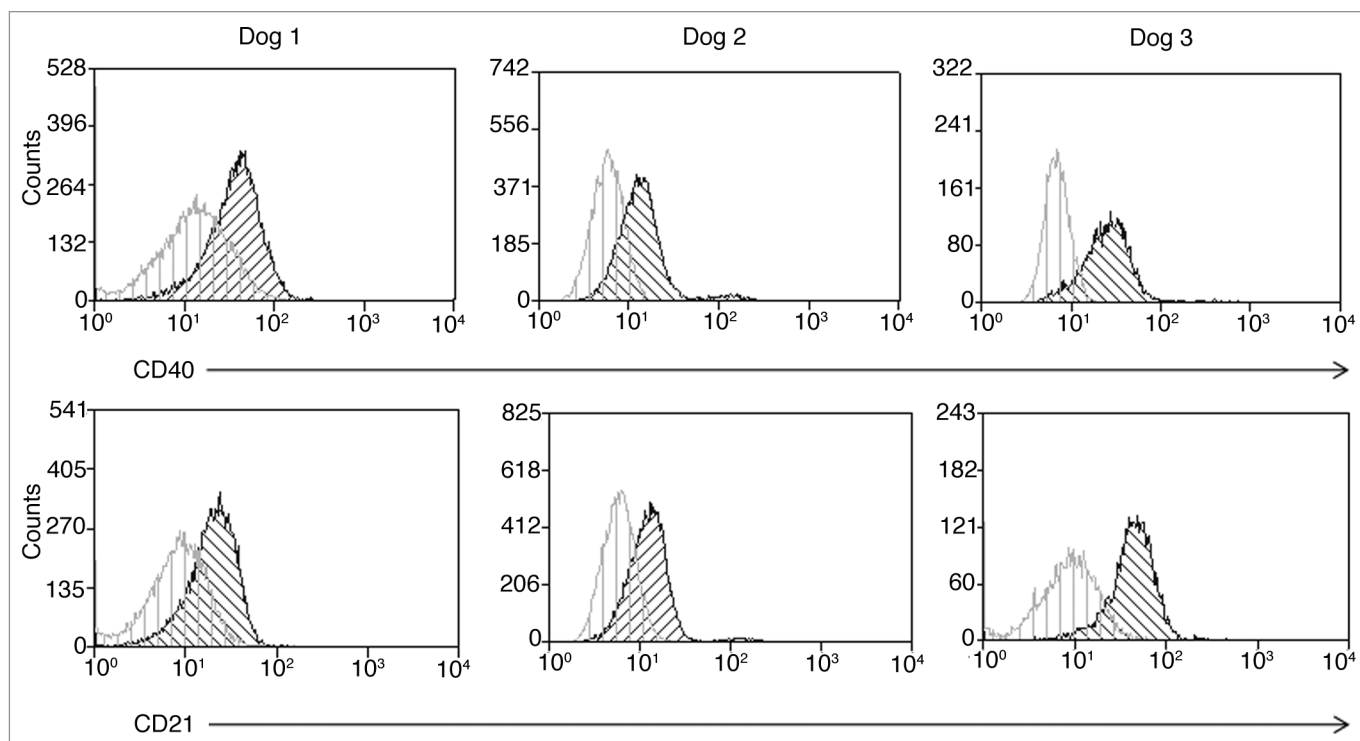 Dog 1 Dog 2 Dog 3
528 742 322
396 556 241
264 371 161
132 185 80
0 0 0
Counts
10⁰ 10¹ 10² 10³ 10⁴ 10⁰ 10¹ 10² 10³ 10⁴ 10⁰ 10¹ 10² 10³ 10⁴
CD40
541 825 243
405 618 182
270 412 121
135 206 60
0 0 0
Counts
10⁰ 10¹ 10² 10³ 10⁴ 10⁰ 10¹ 10² 10³ 10⁴ 10⁰ 10¹ 10² 10³ 10⁴
CD21